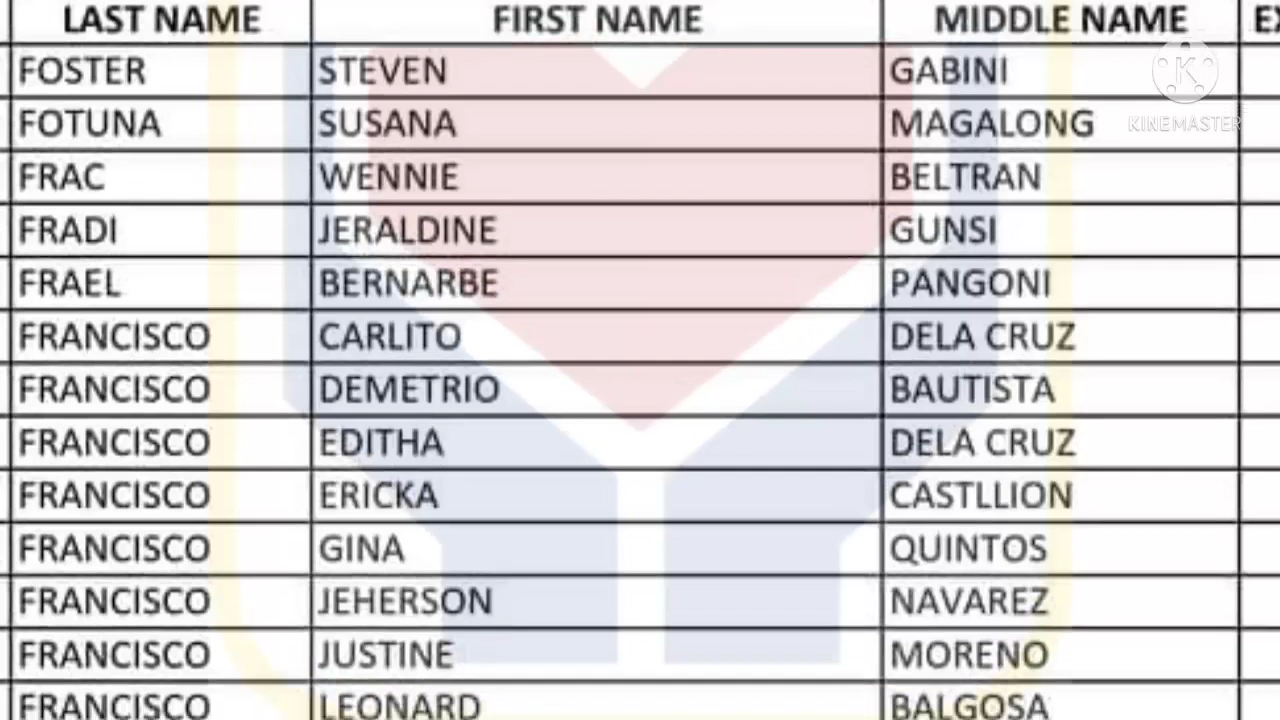 LAST NAME FIRST NAME MIDDLE NAME EX
FOSTER STEVEN GABINI
FOTUNA SUSANA MAGALONG
KINEMASTER
FRAC WENNIE BELTRAN
FRADI JERALDINE GUNSI
FRAEL BERNARBE PANGONI
FRANCISCO CARLITO DELA CRUZ
FRANCISCO DEMETRIO BAUTISTA
FRANCISCO EDITHA DELA CRUZ
FRANCISCO ERICKA CASTLLION
FRANCISCO GINA QUINTOS
FRANCISCO JEHERSON NAVAREZ
FRANCISCO JUSTINE MORENO
FRANCISCO LEONARD BALGOSA